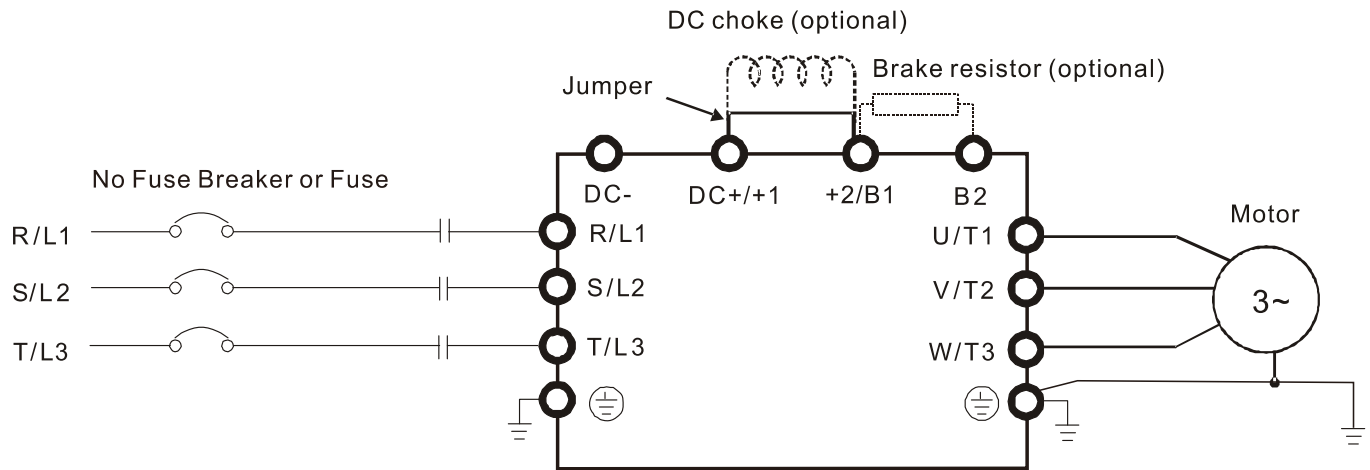 DC choke (optional)
Jumper
Brake resistor (optional)
No Fuse Breaker or Fuse
DC-
DC+/+1
+2/B1
B2
Motor
R/L1
R/L1
U/T1
S/L2
S/L2
V/T2
3~
T/L3
T/L3
W/T3